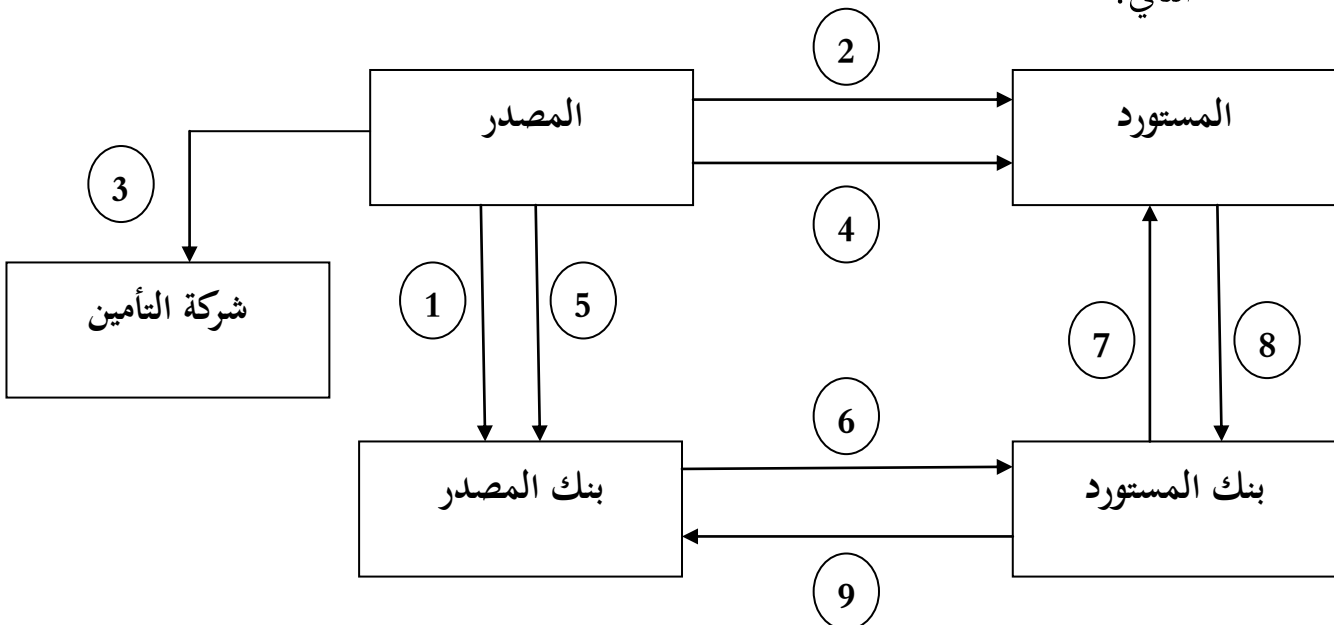 التالي:
2
المصدر
المستورد
3
4
شركة التأمين
1
5
7
8
6
بنك المصدر
بنك المستورد
9